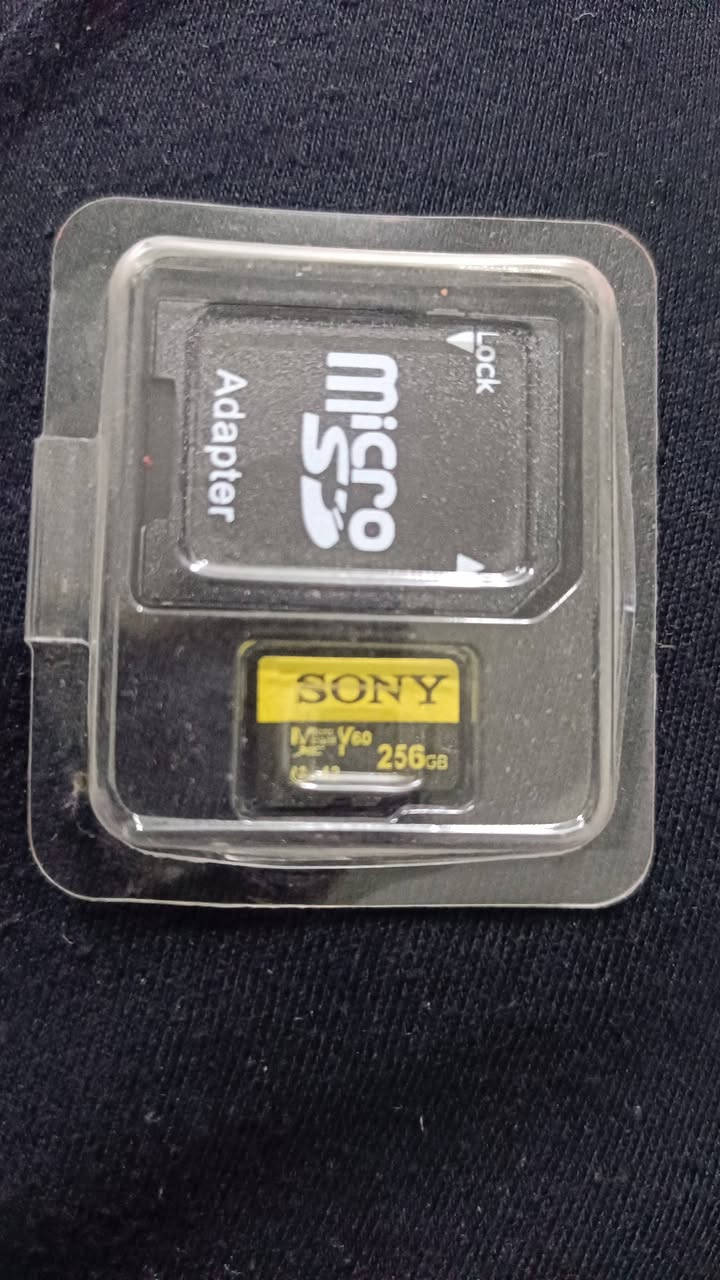 Lock
micro
SD
Adapter
SONY
V60
256GB